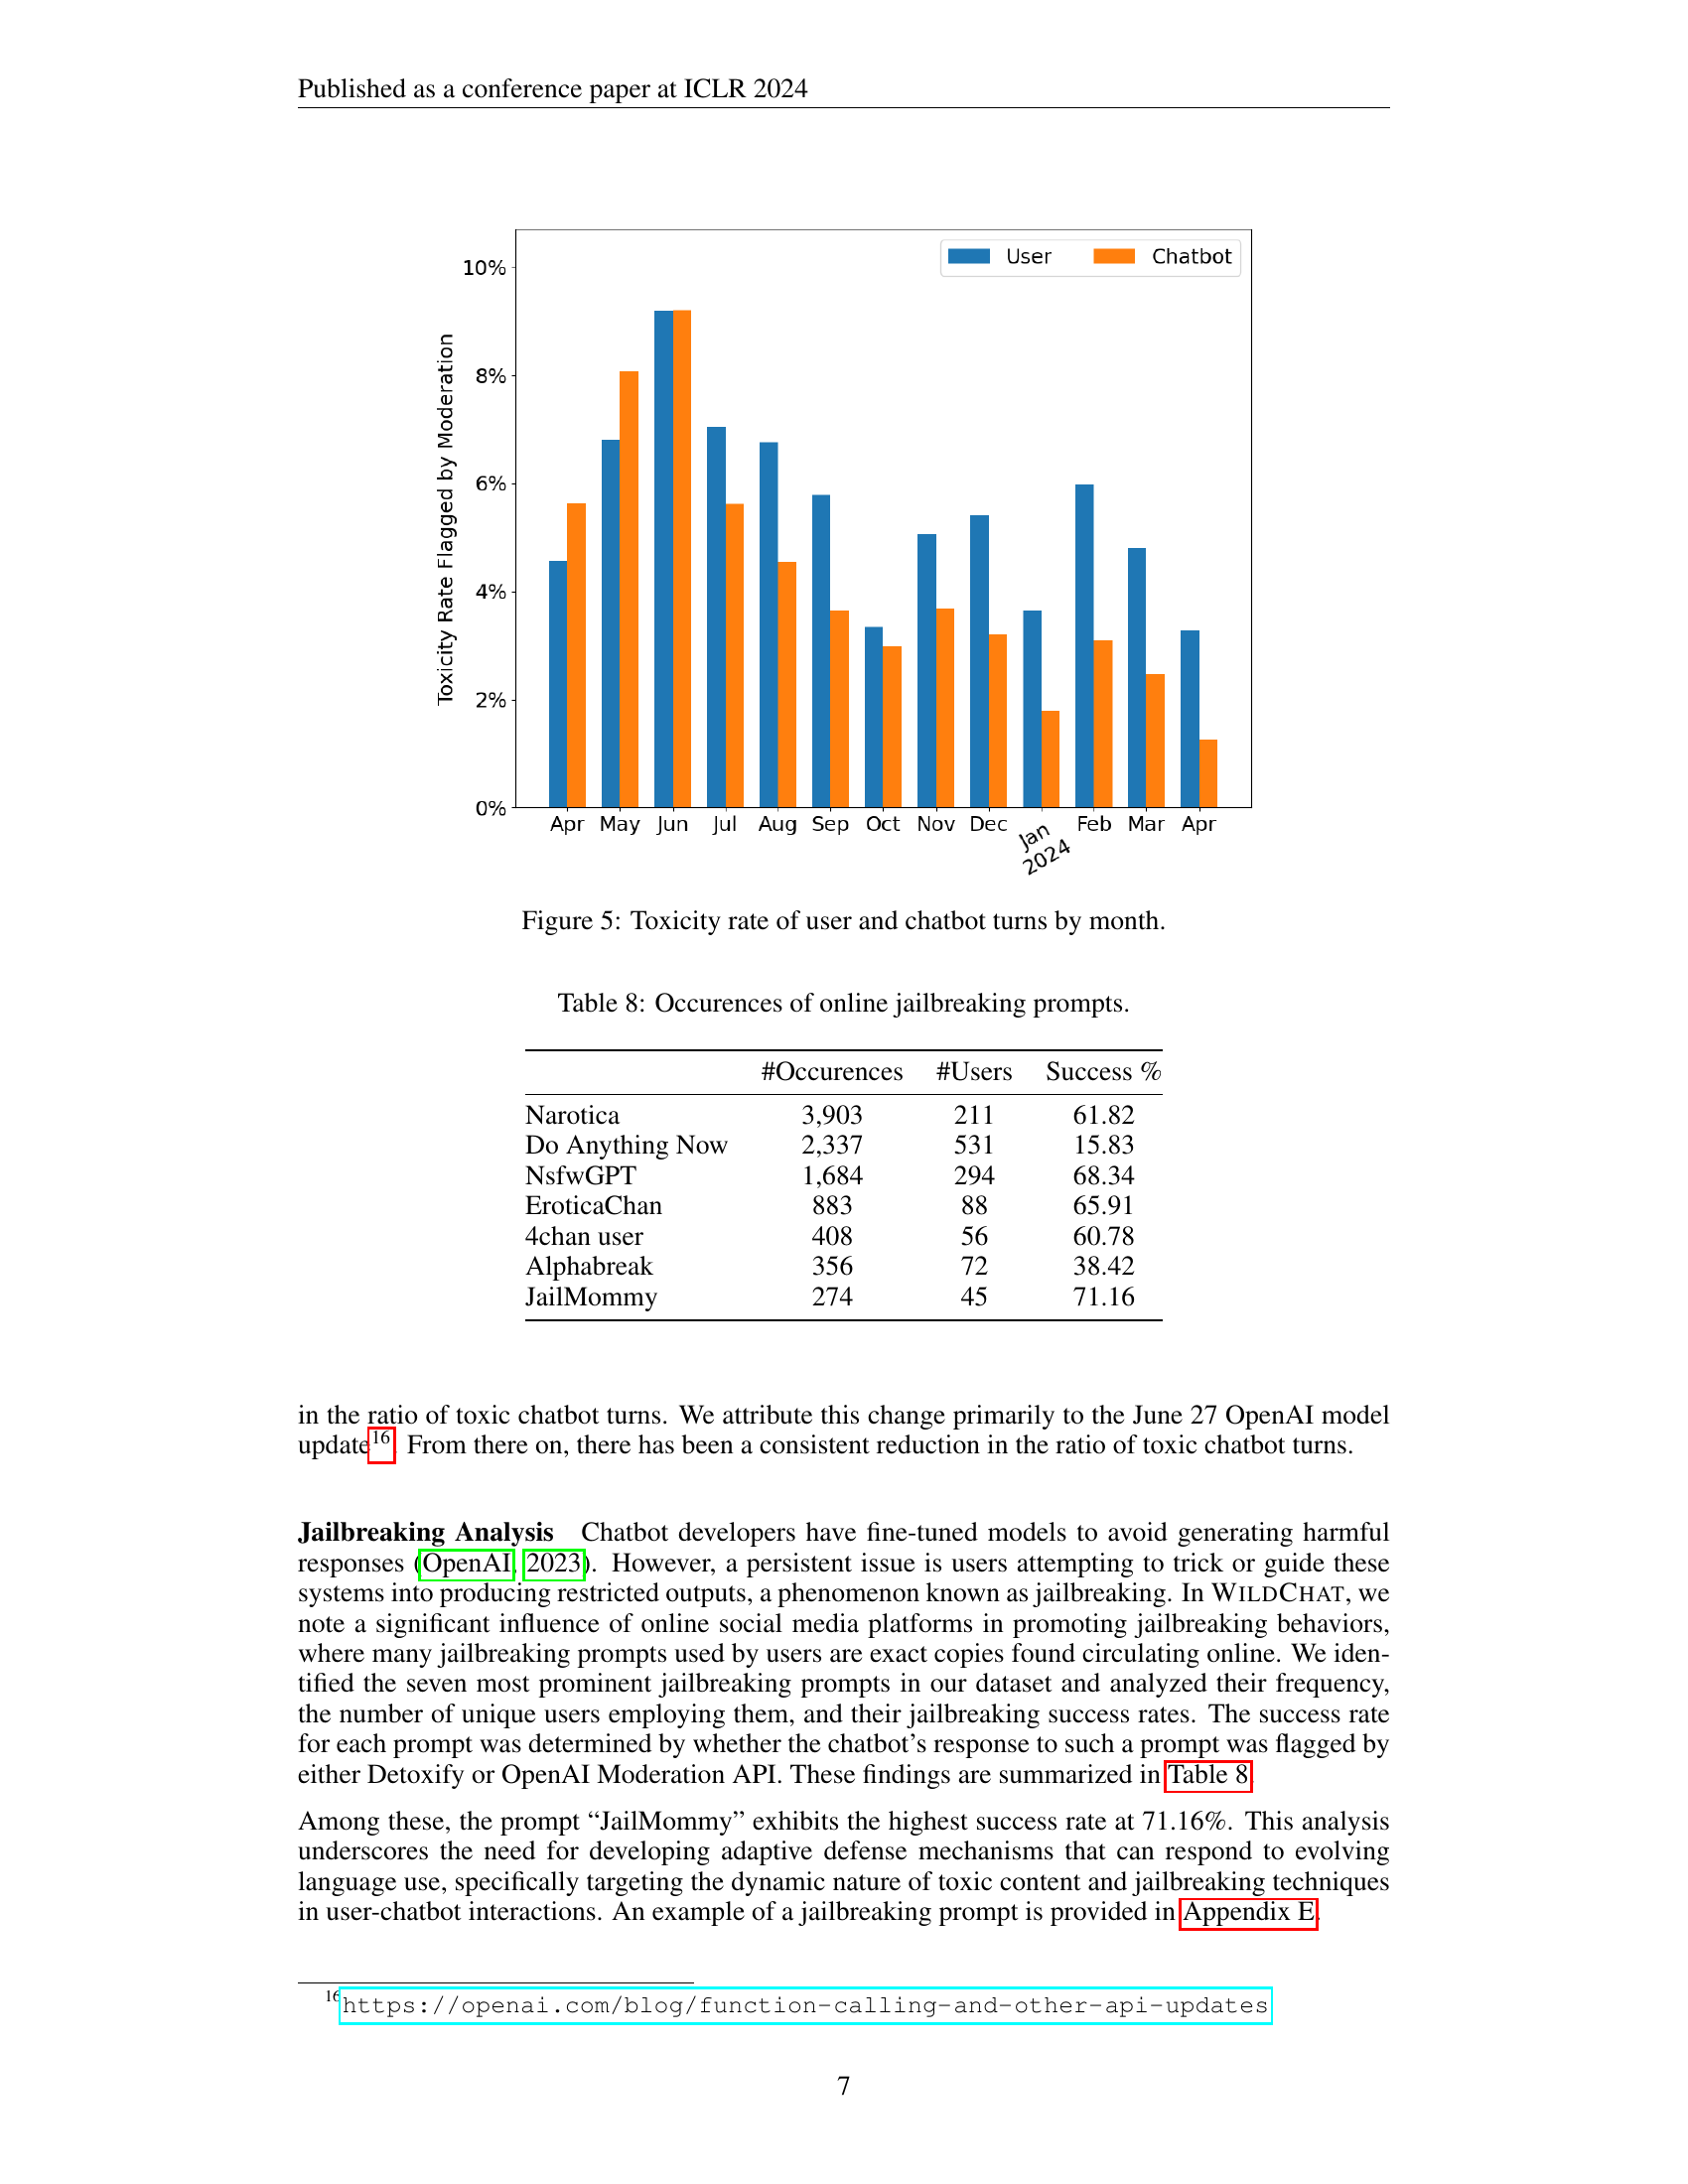 Published as a conference paper at ICLR 2024
10%
8%
6%
4%
2%
0%
Toxicity Rate Flagged by Moderation
User Chatbot
Apr May Jun Jul Aug Sep Oct Nov Dec Jan 2024 Feb Mar Apr
Figure 5: Toxicity rate of user and chatbot turns by month.
Table 8: Occurences of online jailbreaking prompts.
#Occurences #Users Success %
Narotica 3,903 211 61.82
Do Anything Now 2,337 531 15.83
NsfwGPT 1,684 294 68.34
EroticaChan 883 88 65.91
4chan user 408 56 60.78
Alphabreak 356 72 38.42
JailMommy 274 45 71.16
in the ratio of toxic chatbot turns. We attribute this change primarily to the June 27 OpenAI model
update16. From there on, there has been a consistent reduction in the ratio of toxic chatbot turns.
Jailbreaking Analysis Chatbot developers have fine-tuned models to avoid generating harmful
responses (OpenAI, 2023). However, a persistent issue is users attempting to trick or guide these
systems into producing restricted outputs, a phenomenon known as jailbreaking. In WILDCHAT, we
note a significant influence of online social media platforms in promoting jailbreaking behaviors,
where many jailbreaking prompts used by users are exact copies found circulating online. We iden-
tified the seven most prominent jailbreaking prompts in our dataset and analyzed their frequency,
the number of unique users employing them, and their jailbreaking success rates. The success rate
for each prompt was determined by whether the chatbot's response to such a prompt was flagged by
either Detoxify or OpenAI Moderation API. These findings are summarized in Table 8.
Among these, the prompt “JailMommy” exhibits the highest success rate at 71.16%. This analysis
underscores the need for developing adaptive defense mechanisms that can respond to evolving
language use, specifically targeting the dynamic nature of toxic content and jailbreaking techniques
in user-chatbot interactions. An example of a jailbreaking prompt is provided in Appendix E.
16https://openai.com/blog/function-calling-and-other-api-updates
7